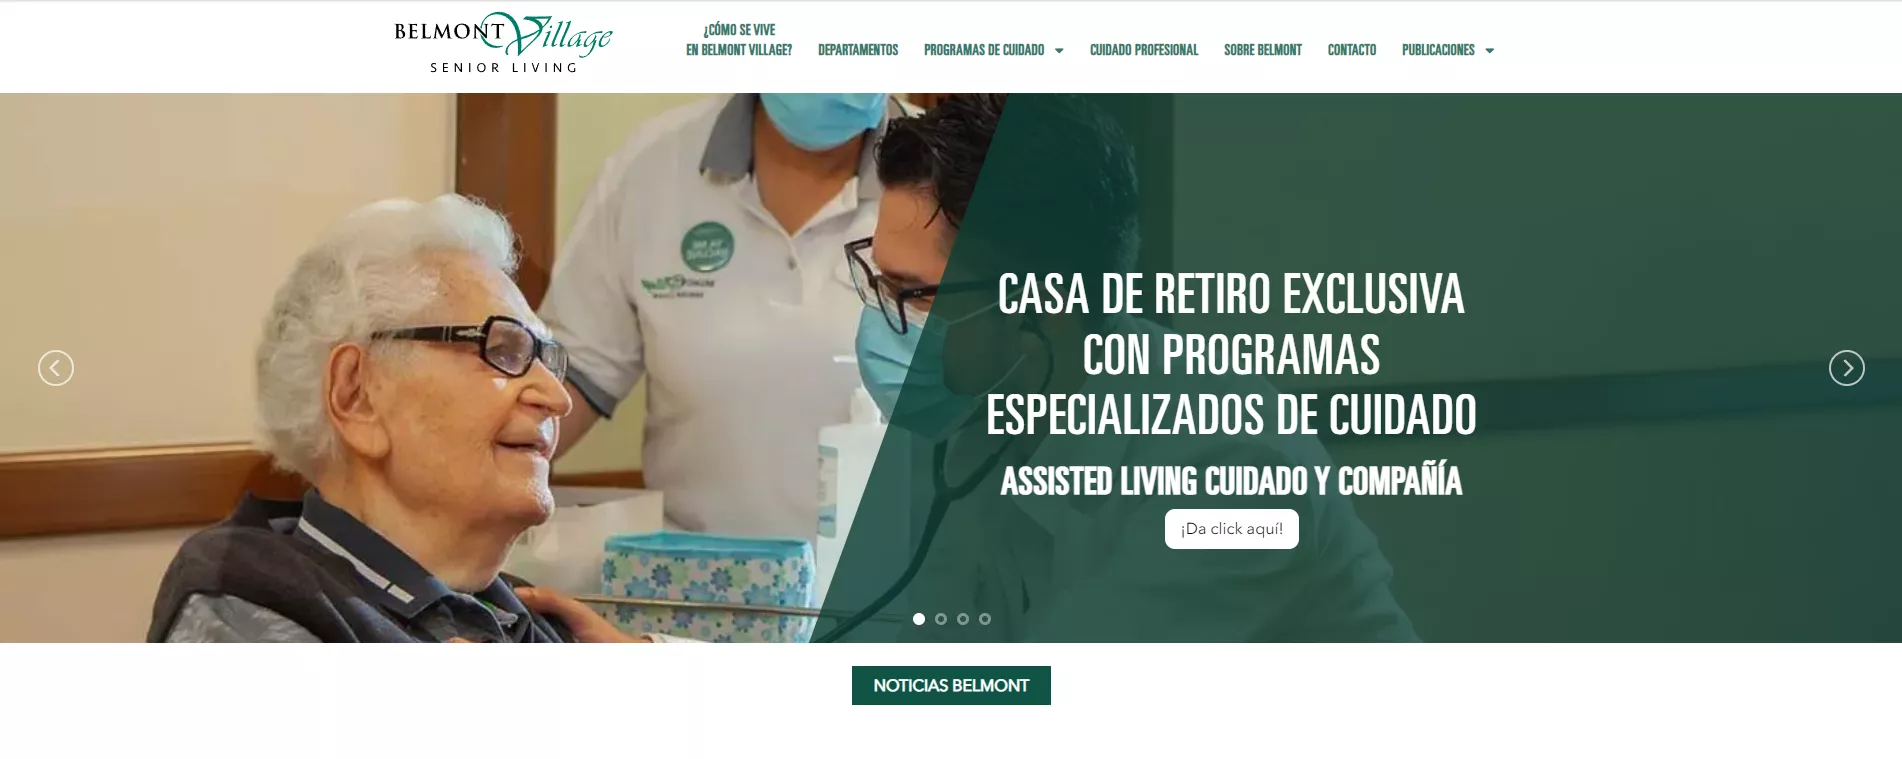 BELMONT Village
SENIOR LIVING
¿CÓMO SE VIVE
EN BELMONT VILLAGE?
DEPARTAMENTOS
PROGRAMAS DE CUIDADO
CUIDADO PROFESIONAL
SOBRE BELMONT
CONTACTO
PUBLICACIONES
CASA DE RETIRO EXCLUSIVA
CON PROGRAMAS
ESPECIALIZADOS DE CUIDADO
ASSISTED LIVING CUIDADO Y COMPAÑÍA
¡Da click aquí!
NOTICIAS BELMONT